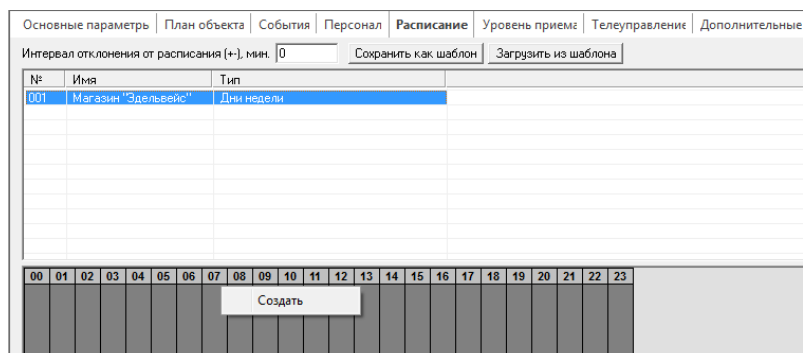 Основные параметрь План объекта События Персонал Расписание Уровень приема Телеуправление Дополнительные
Интервал отклонения от расписания (+-), мин. 0 Сохранить как шаблон Загрузить из шаблона
№ Имя Тип
001 Магазин "Эдельвейс" Дни недели
00 01 02 03 04 05 06 07 08 09 10 11 12 13 14 15 16 17 18 19 20 21 22 23
Создать